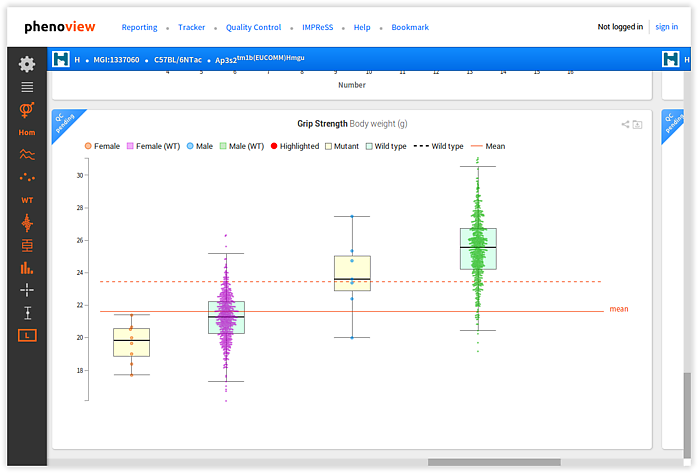 phenoview
Reporting Tracker Quality Control IMPReSS Help Bookmark
Not logged in sign in
H • MGI:1337060 • C57BL/6NTac • Ap3s2tm1b(EUCOMM)Hmgu
H
4 5 6 7 8 9 10 11 12 13 14 15 16
Number
QC pending
Grip Strength Body weight (g)
QC pending
Female Female (WT) Male Male (WT) Highlighted Mutant Wild type Wild type Mean
Hom
WT
L
30
28
26
24
22
20
18
mean